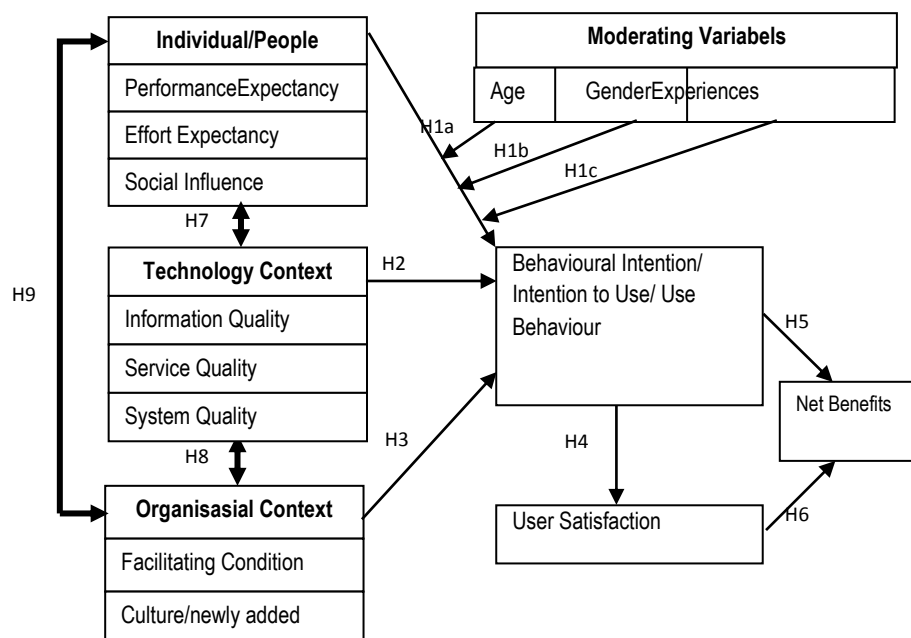 Individual/People
PerformanceExpectancy
Effort Expectancy
Social Influence
Moderating Variabels
Age
GenderExperiences
H1a
H1b
H1c
H7
Technology Context
Information Quality
Service Quality
System Quality
H2
H9
Behavioural Intention/
Intention to Use/ Use
Behaviour
H5
Net Benefits
H3
H4
H8
Organisasial Context
Facilitating Condition
Culture/newly added
User Satisfaction
H6